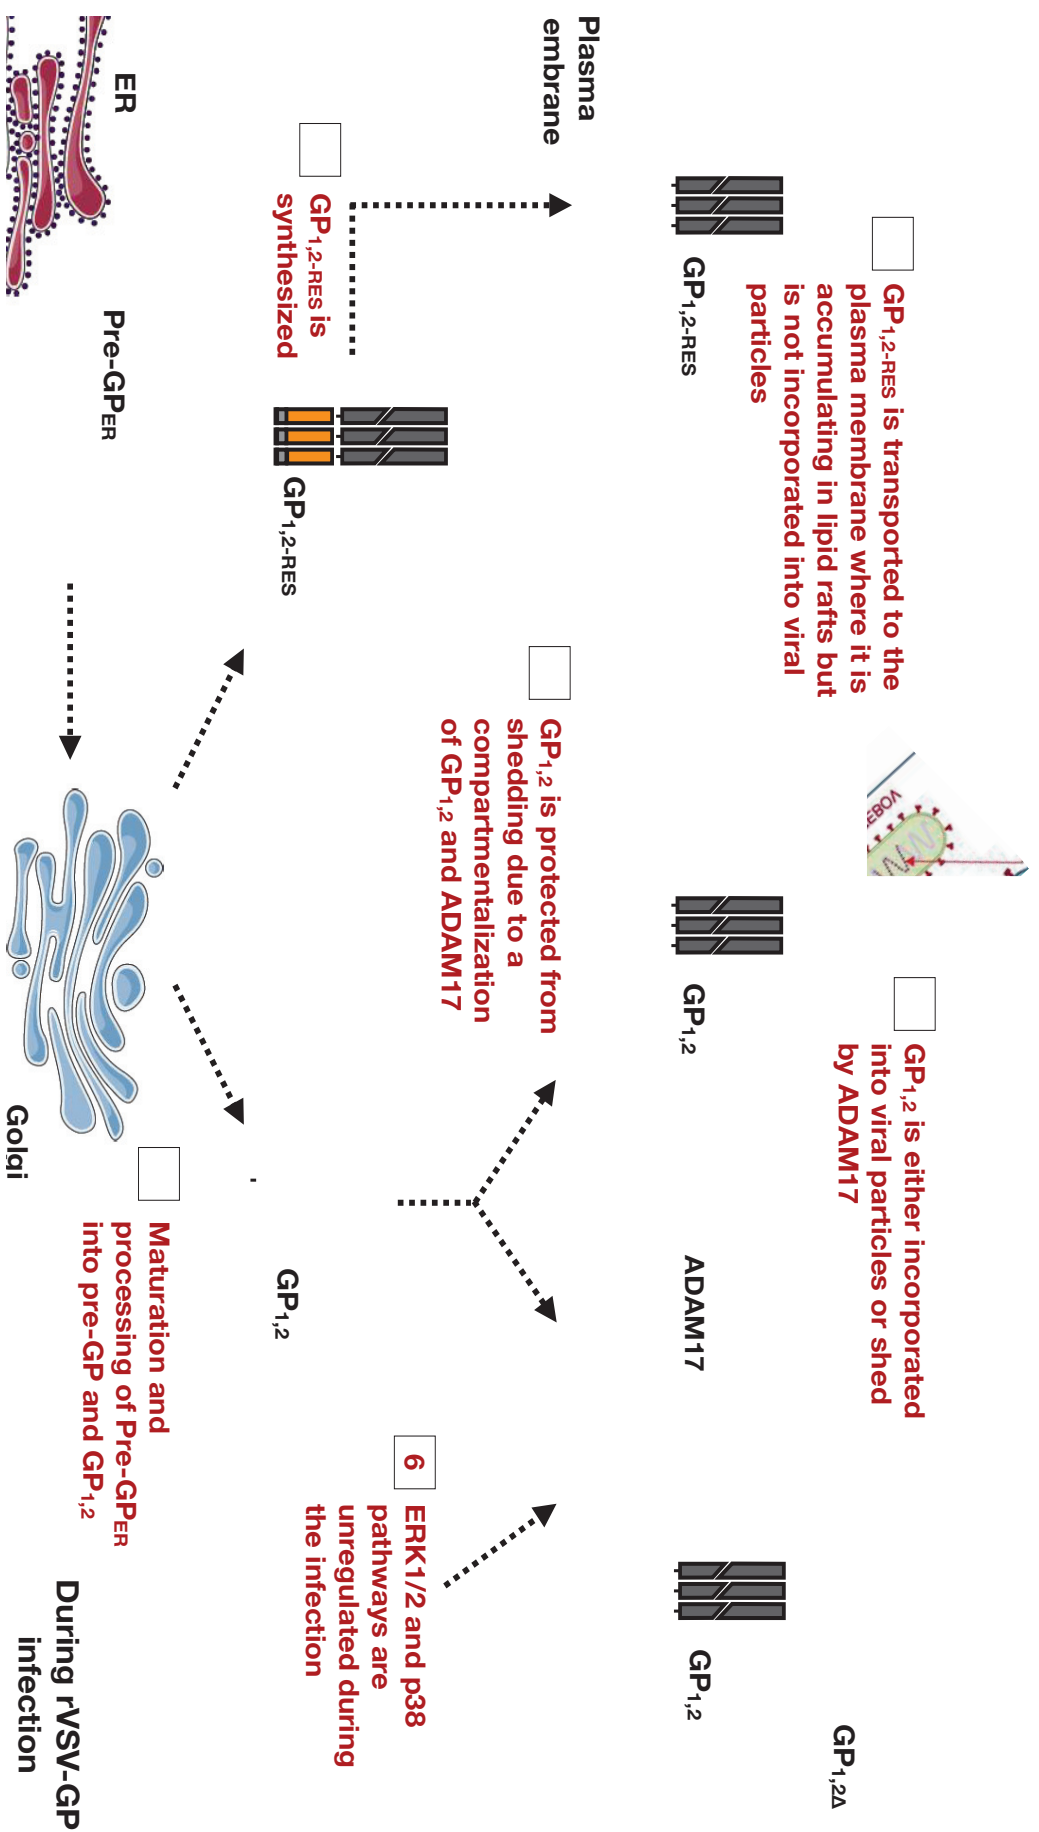 GP1,2-RES is transported to the
plasma membrane where it is
accumulating in lipid rafts but
is not incorporated into viral
particles
EBOV
GP1,2 is either incorporated
into viral particles or shed
by ADAM17
GP1,2Δ
GP1,2-RES
GP1,2
ADAM17
GP1,2
Plasma
embrane
GP1,2 is protected from
shedding due to a
compartmentalization
of GP1,2 and ADAM17
6
ERK1/2 and p38
pathways are
unregulated during
the infection
GP1,2-RES is
synthesized
GP1,2-RES
GP1,2
Maturation and
processing of Pre-GPER
into pre-GP and GP1,2
ER
Pre-GPER
Golgi
During rVSV-GP
infection